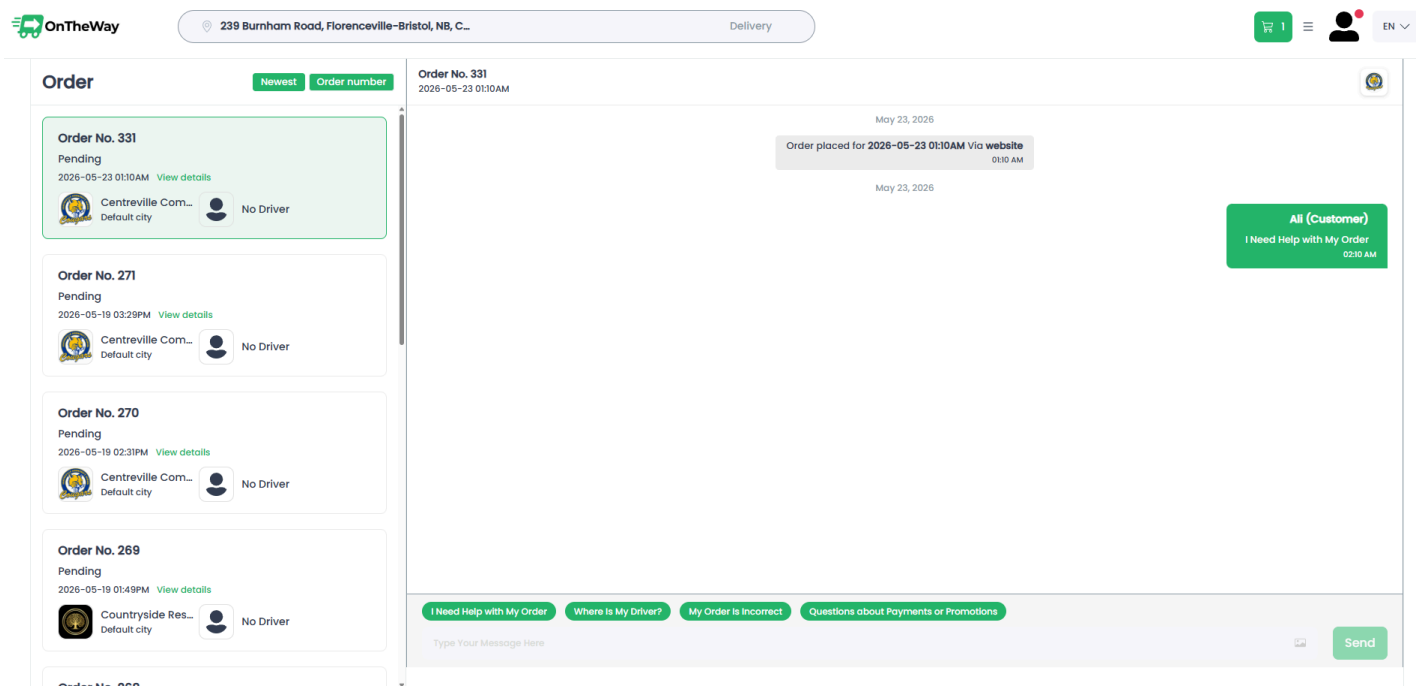 OnTheWay
239 Burnham Road, Florenceville-Bristol, NB, C...
Delivery
1
EN
Order
Newest
Order number
Order No. 331
Pending
2026-05-23 01:10AM View details
Centreville Com...
Default city
No Driver
Order No. 271
Pending
2026-05-19 03:29PM View details
Centreville Com...
Default city
No Driver
Order No. 270
Pending
2026-05-19 02:31PM View details
Centreville Com...
Default city
No Driver
Order No. 269
Pending
2026-05-19 01:49PM View details
Countryside Res...
Default city
No Driver
Order No. 331
2026-05-23 01:10AM
May 23, 2026
Order placed for 2026-05-23 01:10AM Via website
01:10 AM
May 23, 2026
Ali (Customer)
I Need Help with My Order
02:10 AM
I Need Help with My Order
Where Is My Driver?
My Order Is Incorrect
Questions about Payments or Promotions
Type Your Message Here
Send